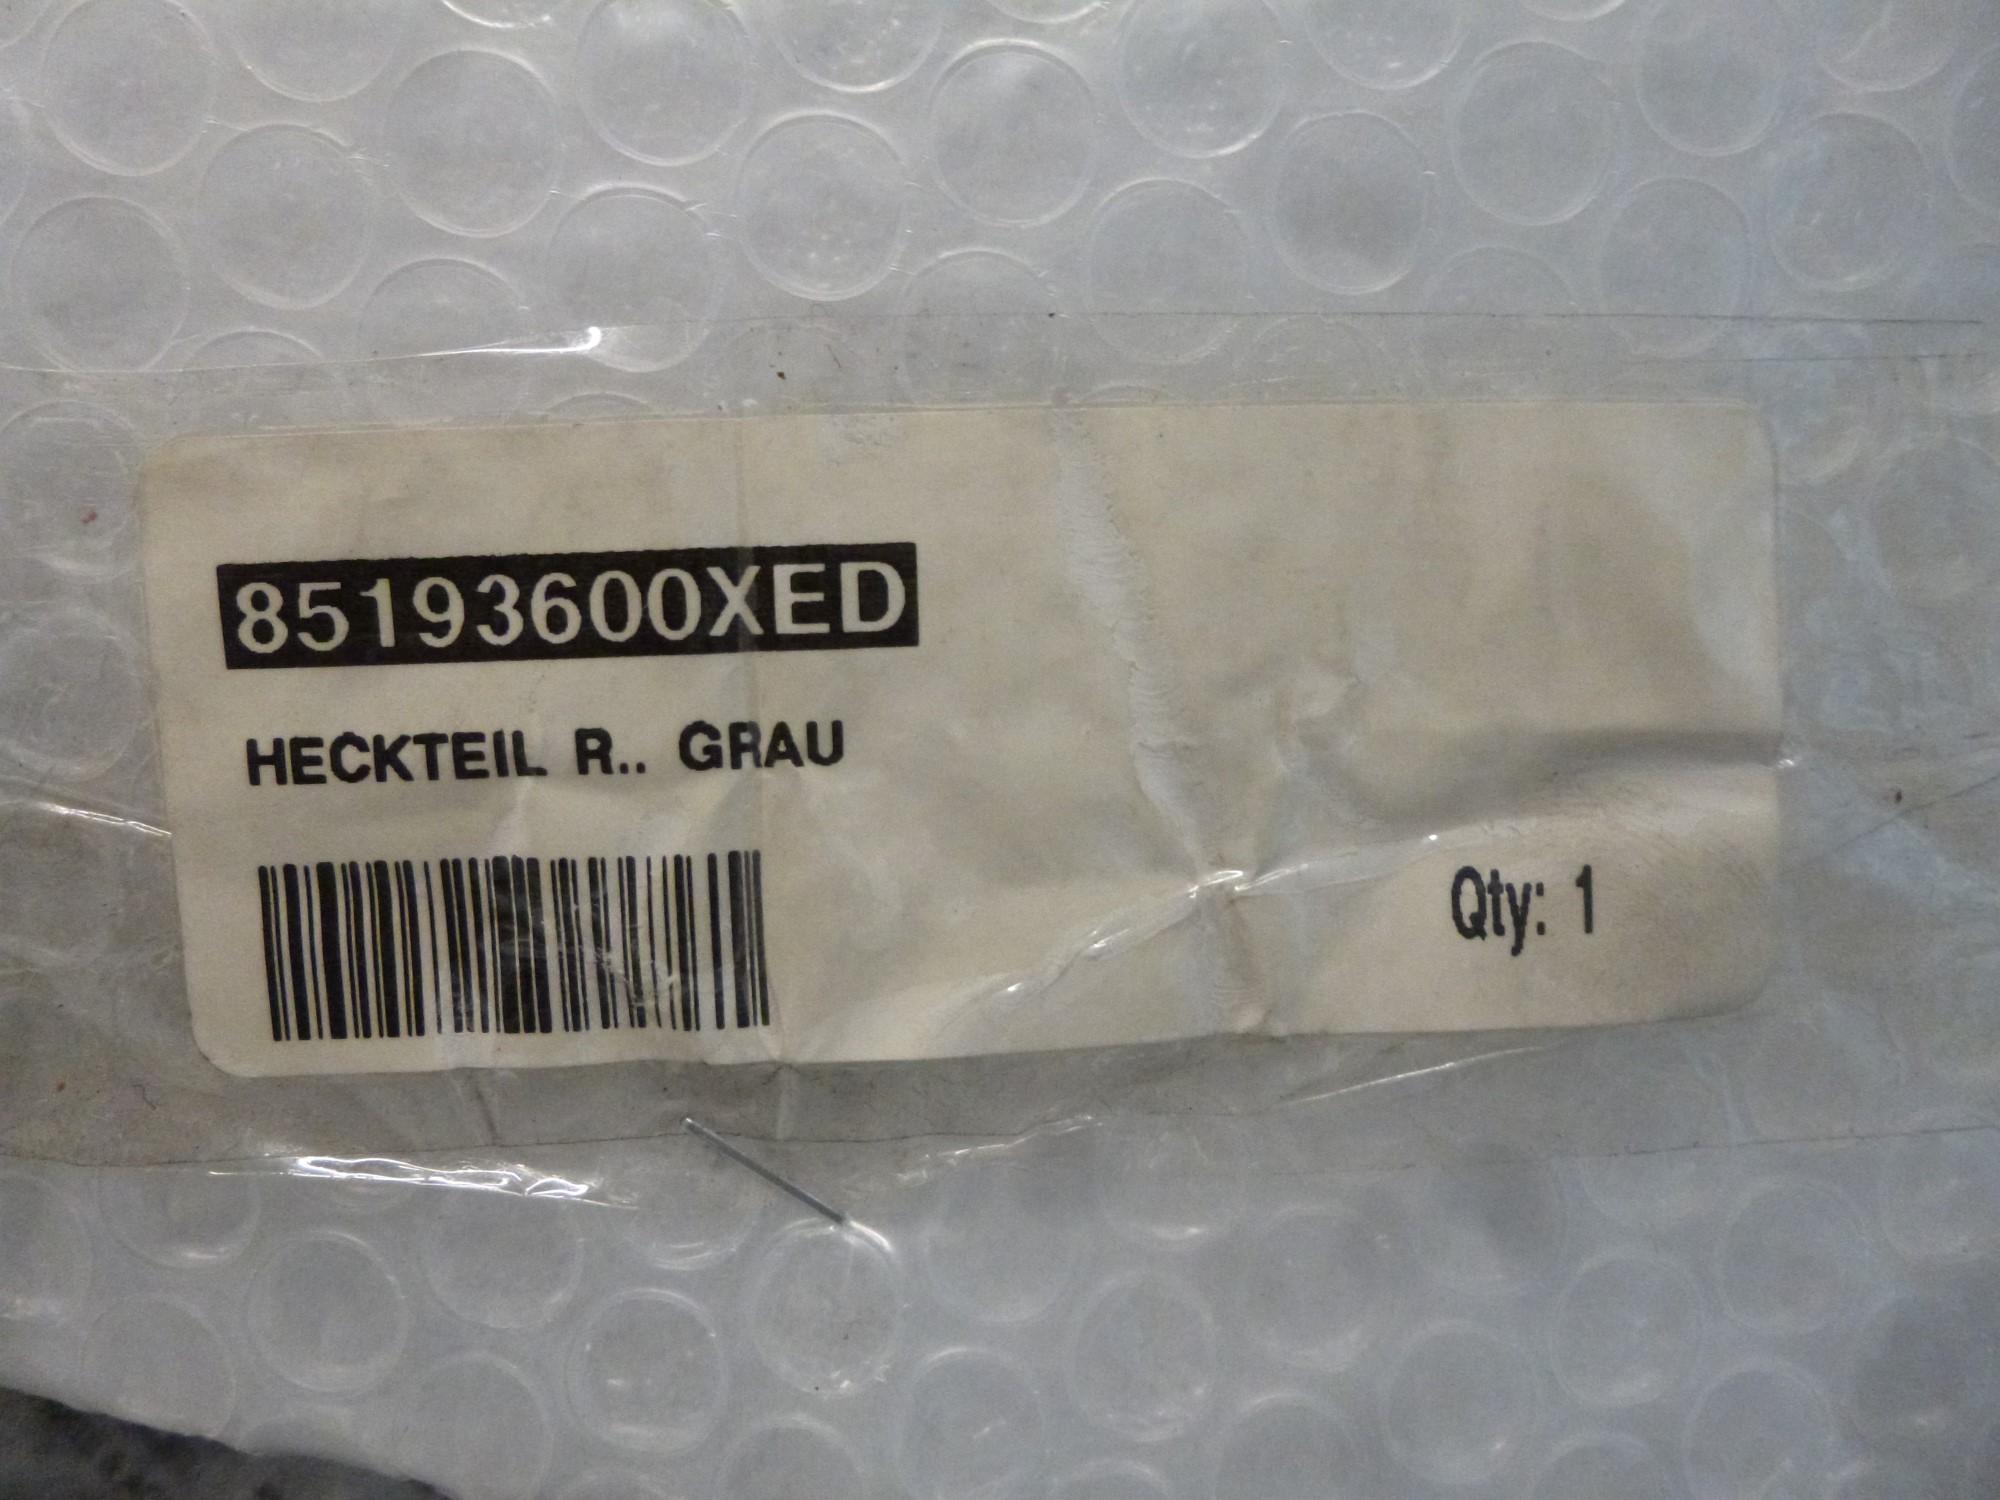 85193600XED
HECKTEIL R.. GRAU
Qty: 1